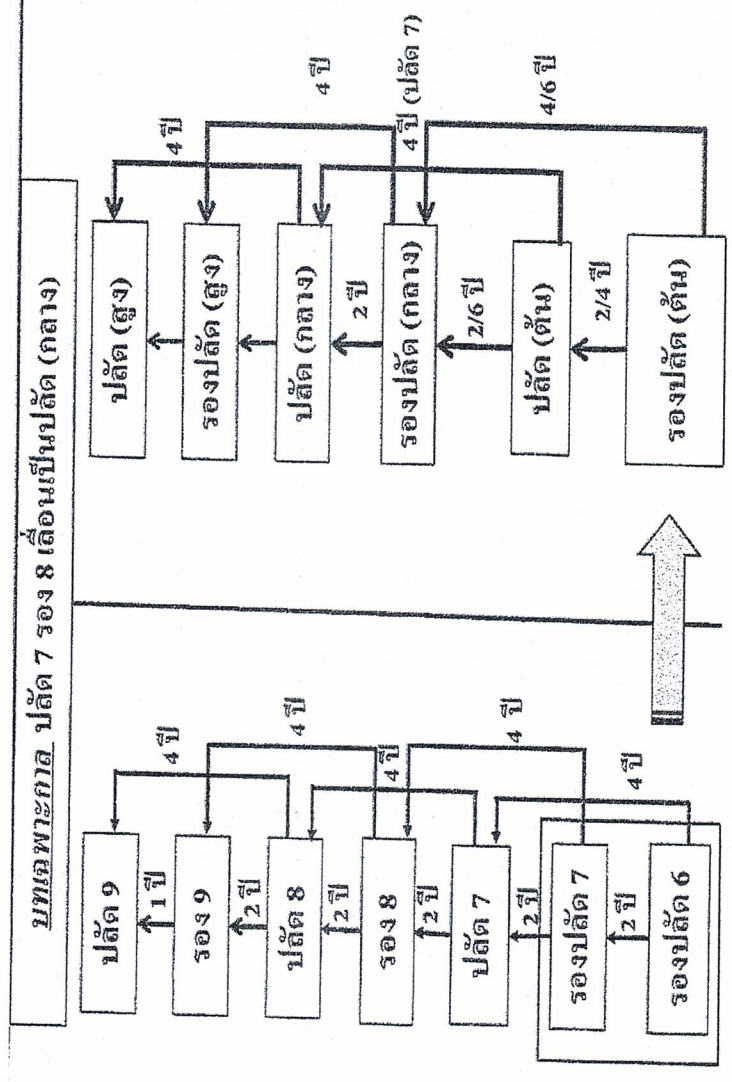 บทเฉพาะกาล ปลัด 7 รอง 8 เลื่อนเป็นปลัด (กลาง)
ปลัด 9
1 ปี
4 ปี
รอง 9
2 ปี
4 ปี
ปลัด 8
2 ปี
4 ปี
รอง 8
2 ปี
4 ปี
ปลัด 7
2 ปี
4 ปี
รองปลัด 7
2 ปี
รองปลัด 6
ปลัด (สูง)
4 ปี
รองปลัด (สูง)
4 ปี
ปลัด (กลาง)
2 ปี
4 ปี (ปลัด 7)
รองปลัด (กลาง)
2/6 ปี
4/6 ปี
ปลัด (ต้น)
2/4 ปี
รองปลัด (ต้น)